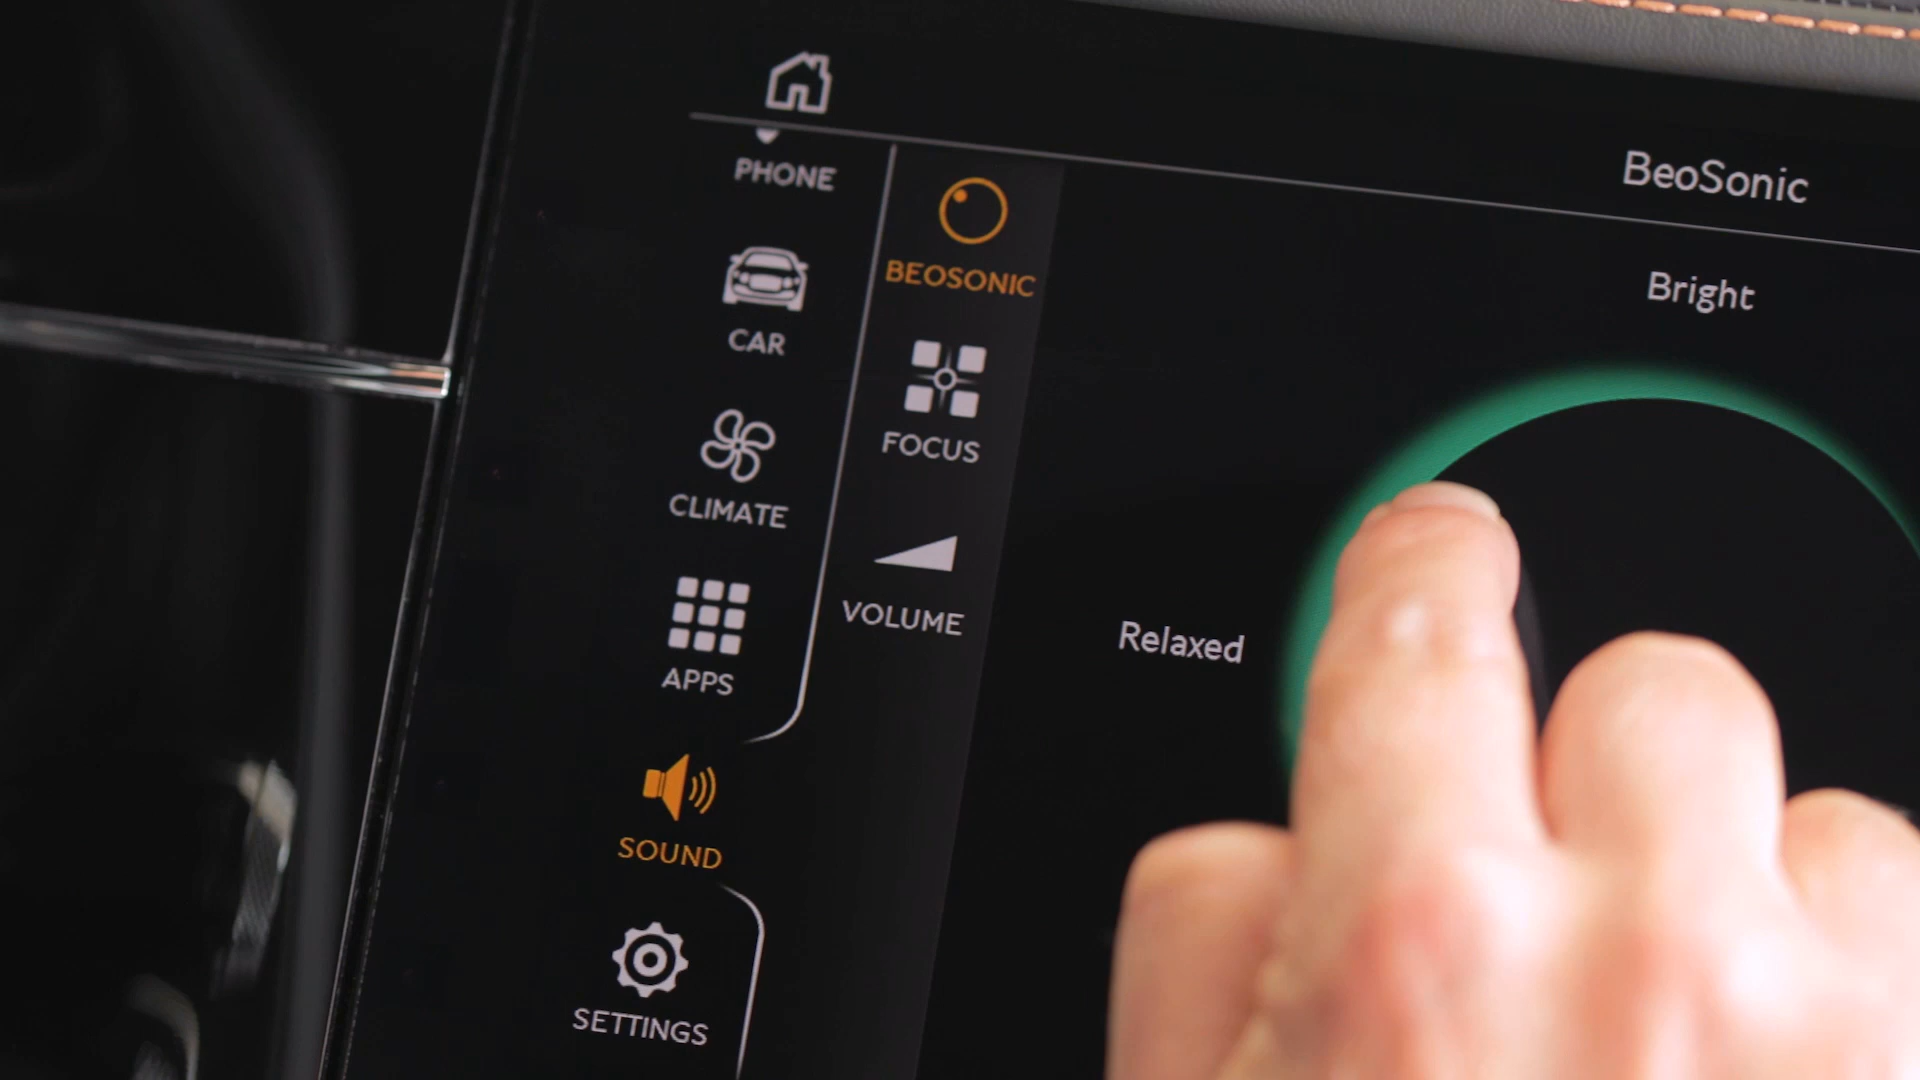 BeoSonic
PHONE
CAR
CLIMATE
APPS
SOUND
SETTINGS
BEOSONIC
FOCUS
VOLUME
Bright
Relaxed